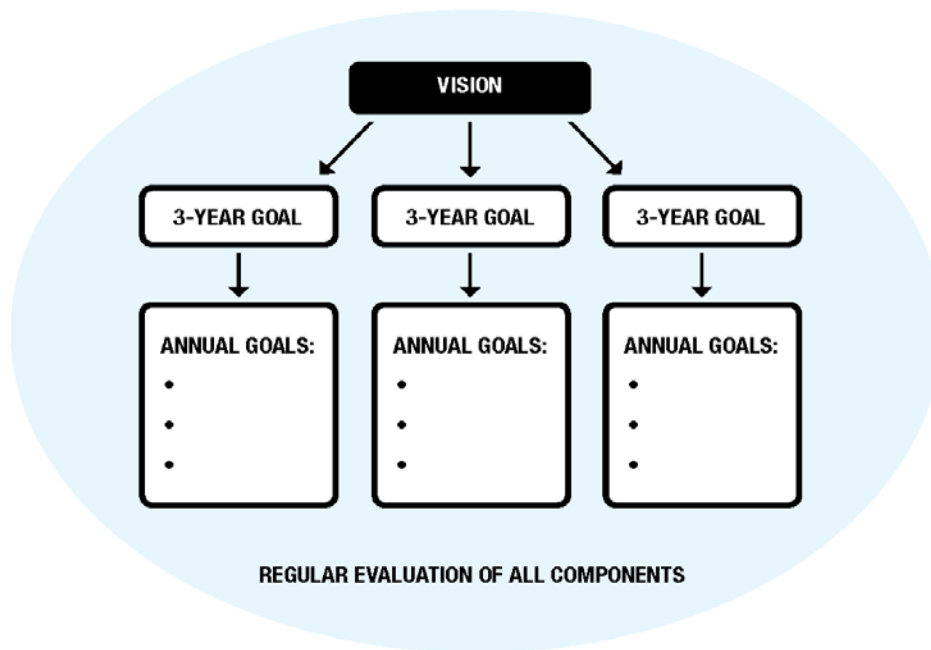 VISION
3-YEAR GOAL
3-YEAR GOAL
3-YEAR GOAL
ANNUAL GOALS:
•
•
•
ANNUAL GOALS:
•
•
•
ANNUAL GOALS:
•
•
•
REGULAR EVALUATION OF ALL COMPONENTS